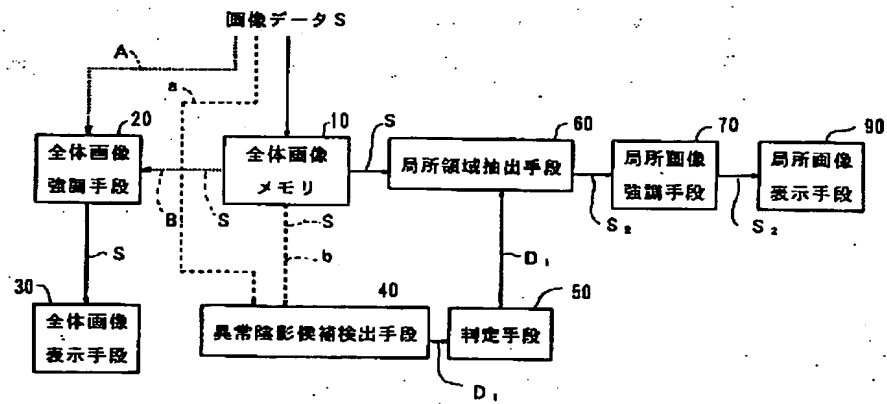 画像データS
A
a
20
全体画像
強調手段
10
全体画像
メモリ
S
60
局所領域抽出手段
70
局所画像
強調手段
90
局所画像
表示手段
B
S
S
b
S₂
S₂
S
D₁
30
全体画像
表示手段
40
異常陰影候補検出手段
50
判定手段
D₁